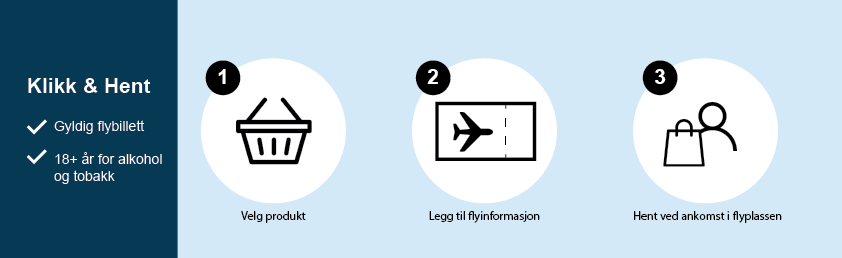 Klikk & Hent
Gyldig flybillett
18+ år for alkohol
og tobakk
1
Velg produkt
2
Legg til flyinformasjon
3
Hent ved ankomst i flyplassen